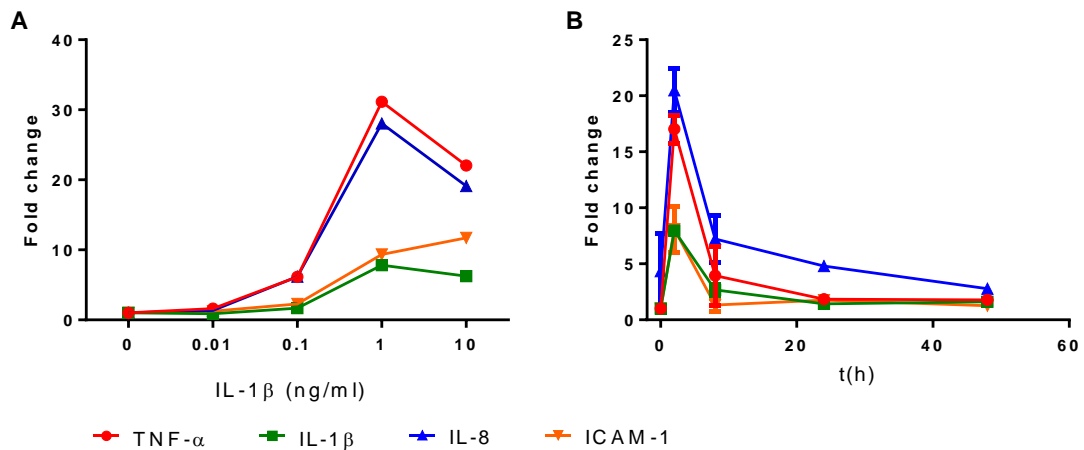 A
B
Fold change
40
30
20
10
0
0
0.01
0.1
1
10
IL-1β (ng/ml)
Fold change
25
20
15
10
5
0
0
20
40
60
t(h)
TNF-α
IL-1β
IL-8
ICAM-1